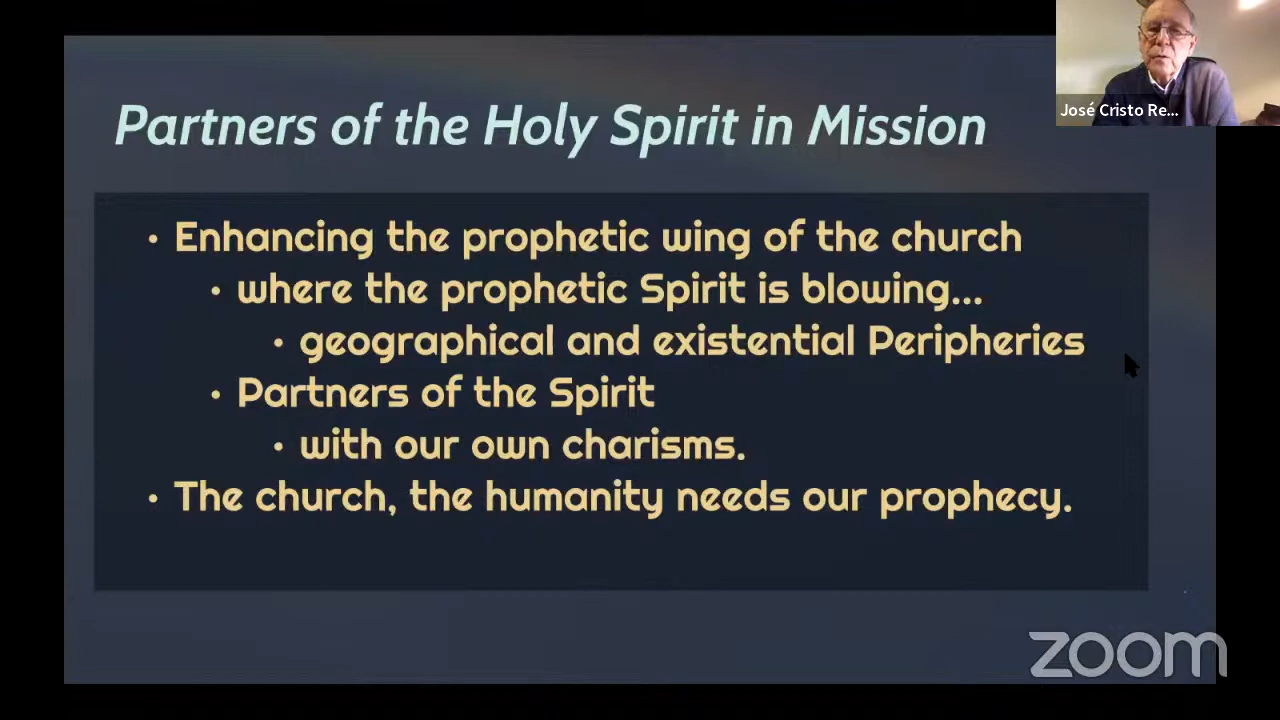 Partners of the Holy Spirit in Mission
José Cristo Re...
• Enhancing the prophetic wing of the church
• where the prophetic Spirit is blowing...
• geographical and existential Peripheries
• Partners of the Spirit
• with our own charisms.
• The church, the humanity needs our prophecy.
zoom